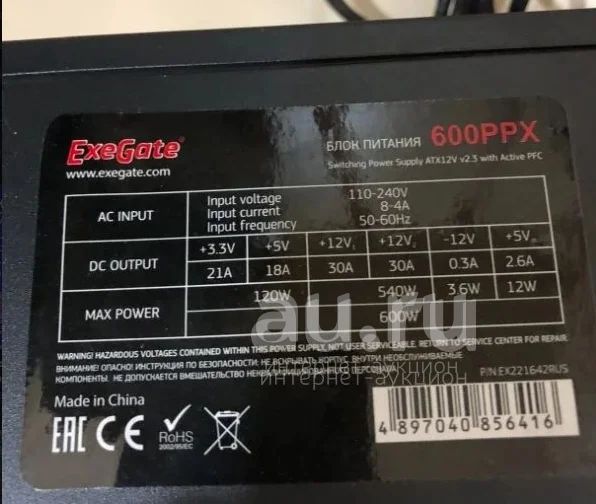 ExeGate
www.exegate.com
БЛОК ПИТАНИЯ 600PPX
Switching Power Supply ATX12V v2.3 with Active PFC
AC INPUT
Input voltage 110-240V
Input current 8-4A
Input frequency 50-60Hz
DC OUTPUT
+3.3V +5V +12V₁ +12V₂ -12V +5V
21A 18A 30A 30A 0.3A 2.6A
MAX POWER
120W 540W 3.6W 12W
600W
au.ru
интернет-аукцион
WARNING! HAZARDOUS VOLTAGES CONTAINED WITHIN THIS POWER SUPPLY, NOT USER SERVICEABLE. RETURN TO SERVICE CENTER FOR REPAIR.
ВНИМАНИЕ! ОПАСНО! ИНСТРУКЦИЯ ПО БЕЗОПАСНОСТИ: НЕ ВСКРЫВАТЬ КОРПУС, ВНУТРИ НЕОБСЛУЖИВАЕМЫЕ
КОМПОНЕНТЫ. НЕ ДОПУСКАЕТСЯ ВМЕШАТЕЛЬСТВО НЕКВАЛИФИЦИРОВАННОГО ПЕРСОНАЛА.
P/N EX221642RUS
Made in China
EAC CE RoHS
2002/95/EC
4 897040 856416